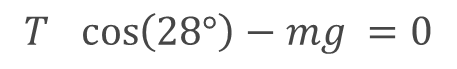 T cos(28°) − mg = 0